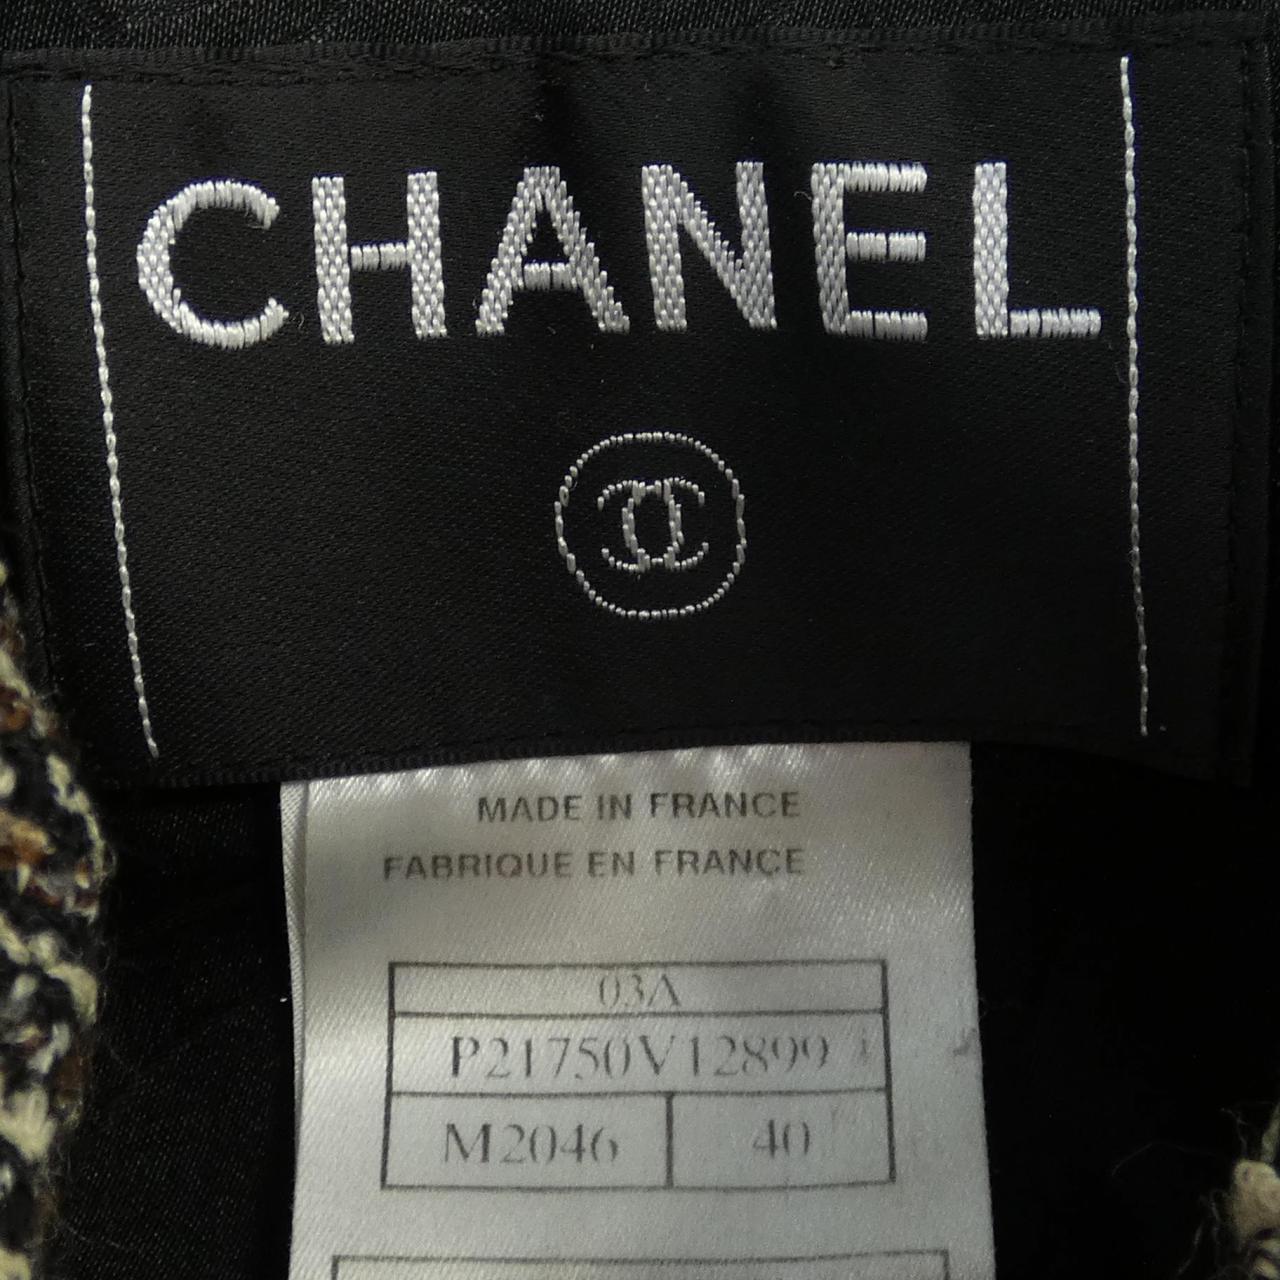 CHANEL
MADE IN FRANCE
FABRIQUE EN FRANCE
03A
P21750V12899
M2046 40